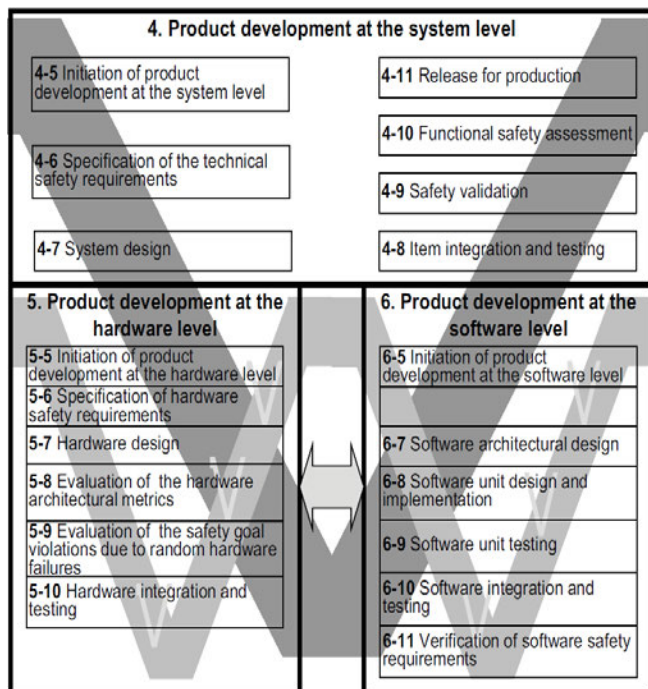 4. Product development at the system level
4-5 Initiation of product
development at the system level
4-6 Specification of the technical
safety requirements
4-7 System design
4-11 Release for production
4-10 Functional safety assessment
4-9 Safety validation
4-8 Item integration and testing
5. Product development at the
hardware level
5-5 Initiation of product
development at the hardware level
5-6 Specification of hardware
safety requirements
5-7 Hardware design
5-8 Evaluation of the hardware
architectural metrics
5-9 Evaluation of the safety goal
violations due to random hardware
failures
5-10 Hardware integration and
testing
6. Product development at the
software level
6-5 Initiation of product
development at the software level
6-7 Software architectural design
6-8 Software unit design and
implementation
6-9 Software unit testing
6-10 Software integration and
testing
6-11 Verification of software safety
requirements